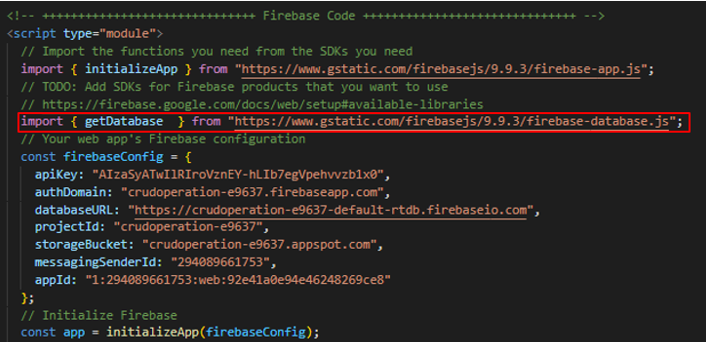 <!-- ++++++++++++++++++++++++++++++ Firebase Code ++++++++++++++++++++++++++++++ -->
<script type="module">
// Import the functions you need from the SDKs you need
import { initializeApp } from "https://www.gstatic.com/firebasejs/9.9.3/firebase-app.js";
// TODO: Add SDKs for Firebase products that you want to use
// https://firebase.google.com/docs/web/setup#available-libraries
import { getDatabase  } from "https://www.gstatic.com/firebasejs/9.9.3/firebase-database.js";
// Your web app's Firebase configuration
const firebaseConfig = {
apiKey: "AIzaSyATwIlRIroVznEY-hLIb7egVpehvvzb1x0",
authDomain: "crudoperation-e9637.firebaseapp.com",
databaseURL: "https://crudoperation-e9637-default-rtdb.firebaseio.com",
projectId: "crudoperation-e9637",
storageBucket: "crudoperation-e9637.appspot.com",
messagingSenderId: "294089661753",
appId: "1:294089661753:web:92e41a0e94e46248269ce8"
};
// Initialize Firebase
const app = initializeApp(firebaseConfig);